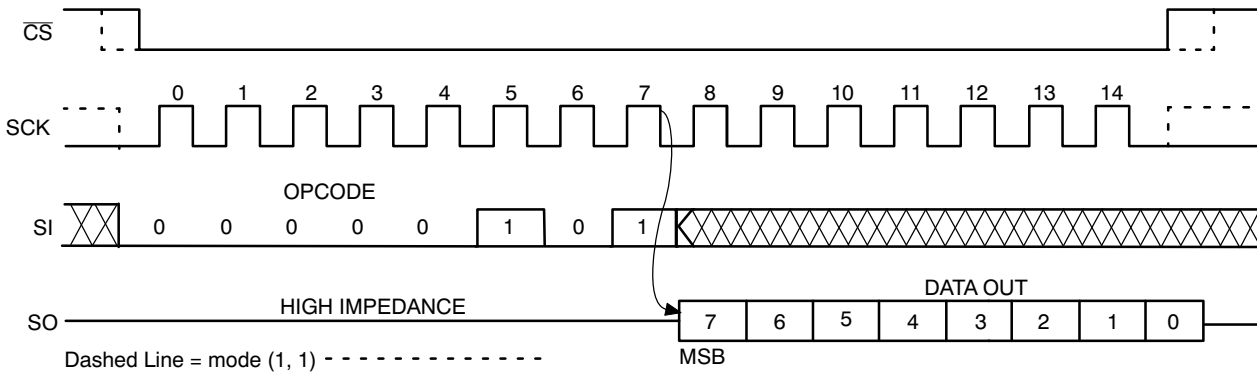 CS
0 1 2 3 4 5 6 7 8 9 10 11 12 13 14
SCK
OPCODE
SI 0 0 0 0 0 1 0 1
DATA OUT
HIGH IMPEDANCE
SO 7 6 5 4 3 2 1 0
Dashed Line = mode (1, 1) MSB